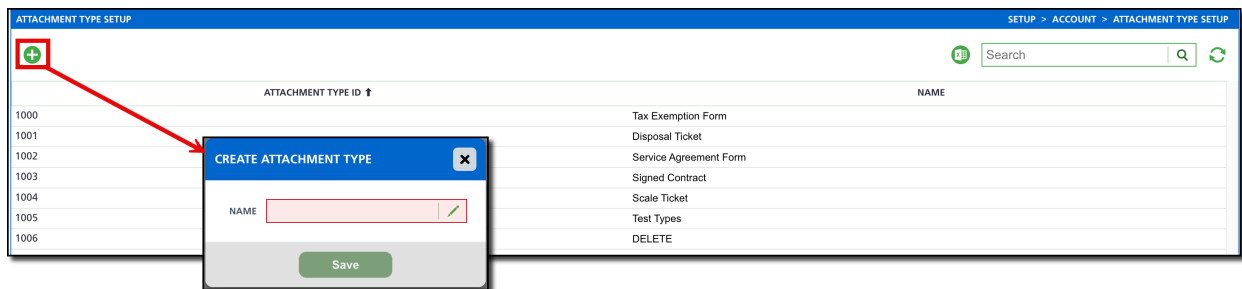 ATTACHMENT TYPE SETUP SETUP > ACCOUNT > ATTACHMENT TYPE SETUP
Search
ATTACHMENT TYPE ID NAME
1000 Tax Exemption Form
1001 Disposal Ticket
1002 Service Agreement Form
1003 Signed Contract
1004 Scale Ticket
1005 Test Types
1006 DELETE
CREATE ATTACHMENT TYPE
NAME
Save